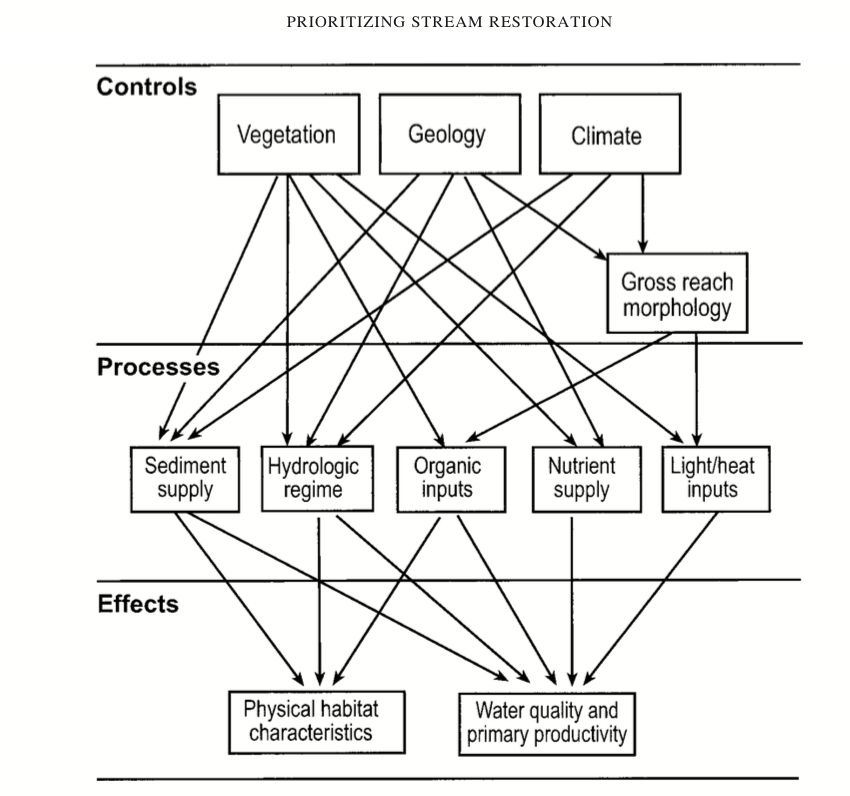 PRIORITIZING STREAM RESTORATION
Controls
Vegetation
Geology
Climate
Gross reach
morphology
Processes
Sediment
supply
Hydrologic
regime
Organic
inputs
Nutrient
supply
Light/heat
inputs
Effects
Physical habitat
characteristics
Water quality and
primary productivity